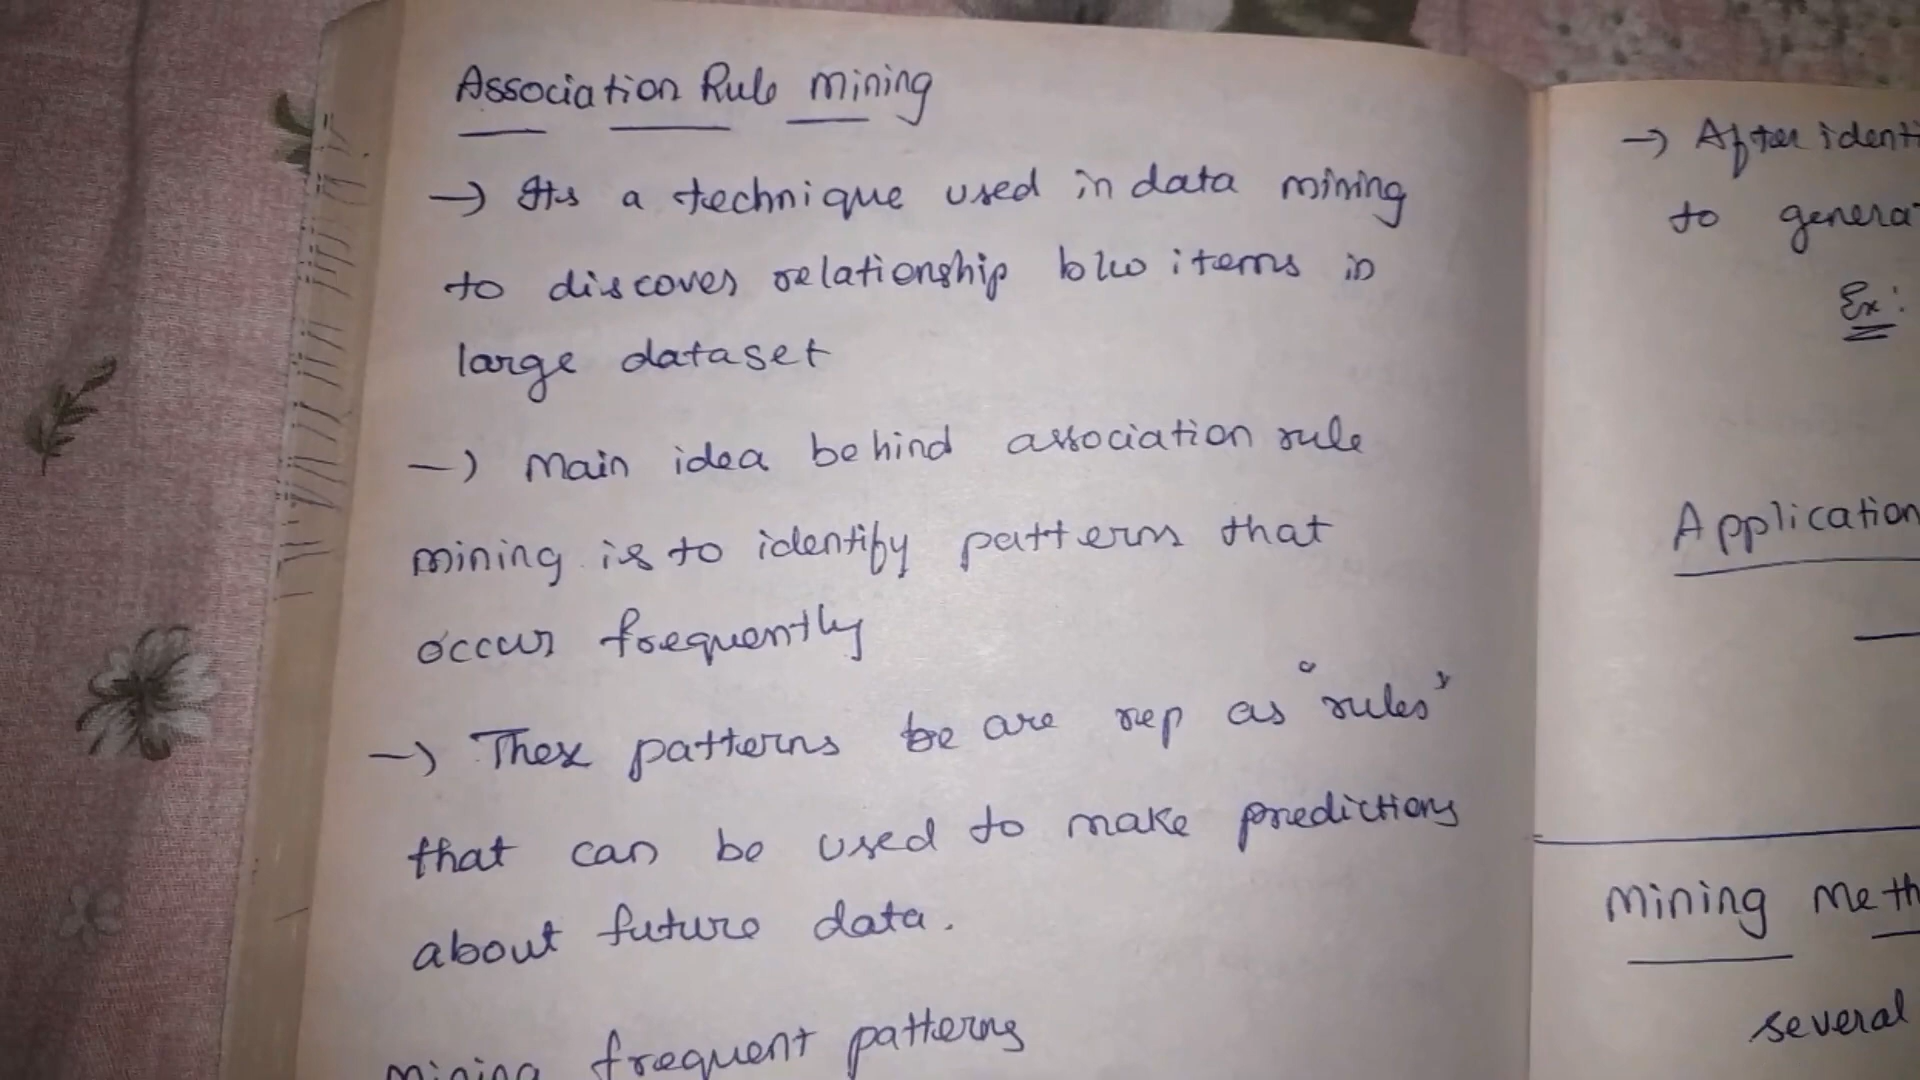 Association Rule mining
→ Its a technique used in data mining
to discover relationship b/w items in
large dataset
→ Main idea behind association rule
mining is to identify patterns that
occur frequently
→ These patterns be are rep as "rules"
that can be used to make predictions
about future data.
mining frequent patterns
→ After identi
to genera
Ex:
Application
mining Meth
several